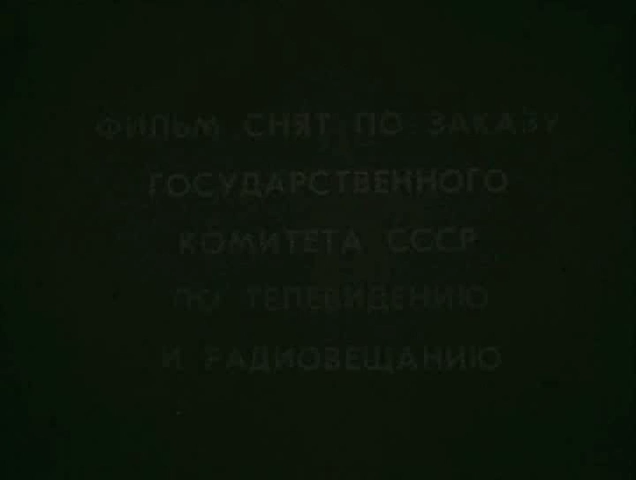 ФИЛЬМ СНЯТ ПО ЗАКАЗУ
ГОСУДАРСТВЕННОГО
КОМИТЕТА СССР
ПО ТЕЛЕВИДЕНИЮ
И РАДИОВЕЩАНИЮ